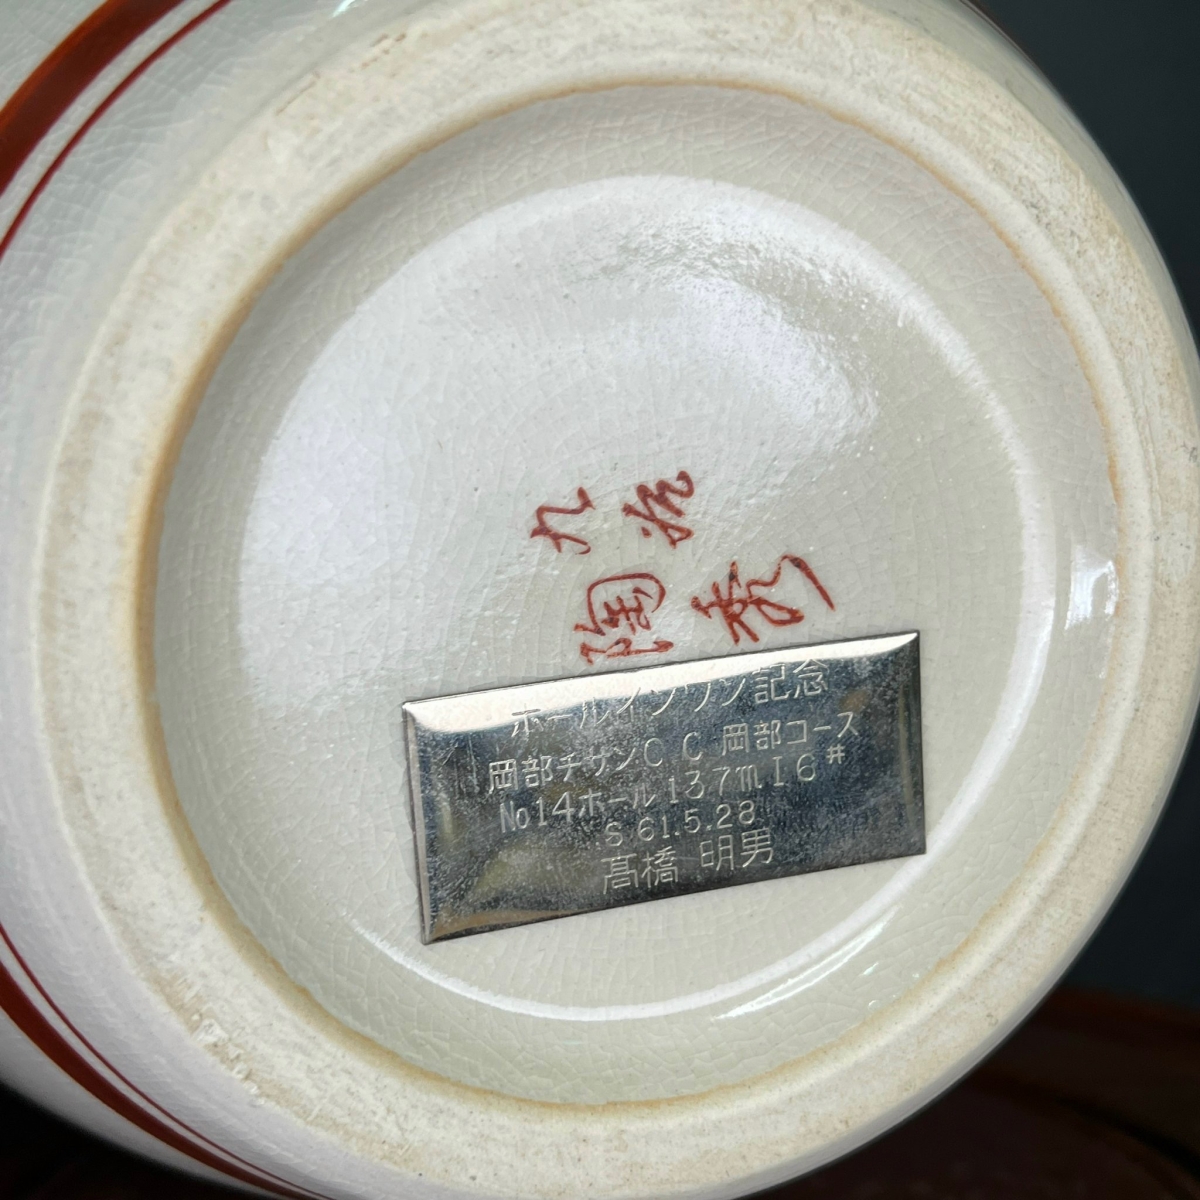 九谷
陶秀
ホールインワン記念
岡部チサンCC 岡部コース
No14ホール 137m I6#
S 61.5.28
髙橋 明男